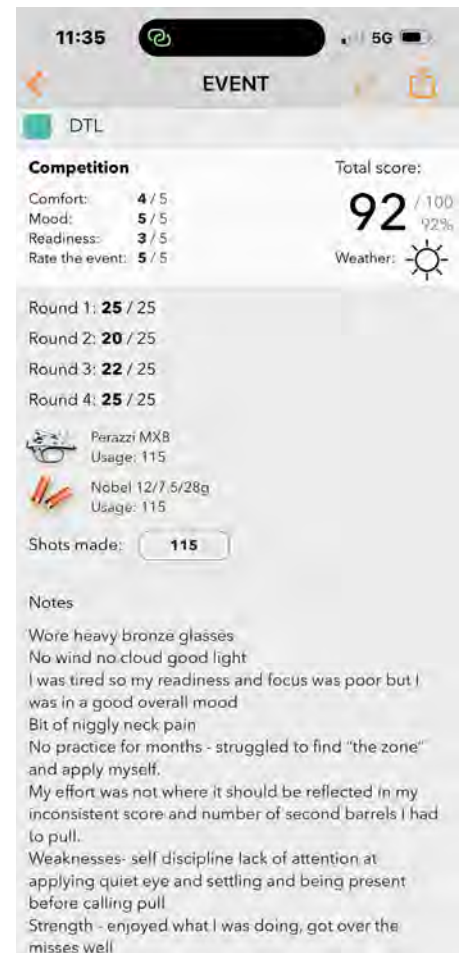 11:35
5G
EVENT
DTL
Competition
Total score:
Comfort: 4 / 5
Mood: 5 / 5
Readiness: 3 / 5
Rate the event: 5 / 5
92 / 100
92%
Weather:
Round 1: 25 / 25
Round 2: 20 / 25
Round 3: 22 / 25
Round 4: 25 / 25
Perazzi MX8
Usage: 115
Nobel 12/7.5/28g
Usage: 115
Shots made: 115
Notes
Wore heavy bronze glasses
No wind no cloud good light
I was tired so my readiness and focus was poor but I
was in a good overall mood
Bit of niggly neck pain
No practice for months - struggled to find "the zone"
and apply myself.
My effort was not where it should be reflected in my
inconsistent score and number of second barrels I had
to pull.
Weaknesses- self discipline lack of attention at
applying quiet eye and settling and being present
before calling pull
Strength - enjoyed what I was doing, got over the
misses well